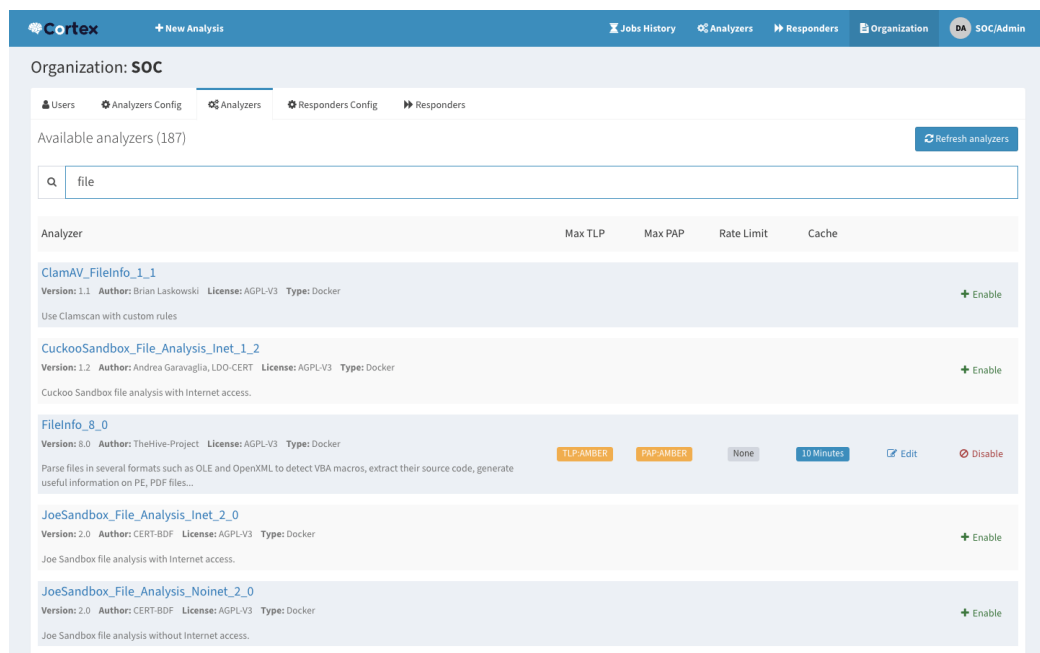 Cortex
New Analysis
Jobs History
Analyzers
Responders
Organization
DA
SOC/Admin
Organization: SOC
Users
Analyzers Config
Analyzers
Responders Config
Responders
Available analyzers (187)
Refresh analyzers
file
Analyzer Max TLP Max PAP Rate Limit Cache
ClamAV_FileInfo_1_1
Version: 1.1 Author: Brian Laskowski License: AGPL-V3 Type: Docker
Enable
Use Clamscan with custom rules
CuckooSandbox_File_Analysis_Inet_1_2
Version: 1.2 Author: Andrea Garavaglia, LDO-CERT License: AGPL-V3 Type: Docker
Enable
Cuckoo Sandbox file analysis with Internet access.
FileInfo_8_0
Version: 8.0 Author: TheHive-Project License: AGPL-V3 Type: Docker
TLP:AMBER PAP:AMBER None 10 Minutes Edit Disable
Parse files in several formats such as OLE and OpenXML to detect VBA macros, extract their source code, generate
useful information on PE, PDF files...
JoeSandbox_File_Analysis_Inet_2_0
Version: 2.0 Author: CERT-BDF License: AGPL-V3 Type: Docker
Enable
Joe Sandbox file analysis with Internet access.
JoeSandbox_File_Analysis_Noinet_2_0
Version: 2.0 Author: CERT-BDF License: AGPL-V3 Type: Docker
Enable
Joe Sandbox file analysis without Internet access.